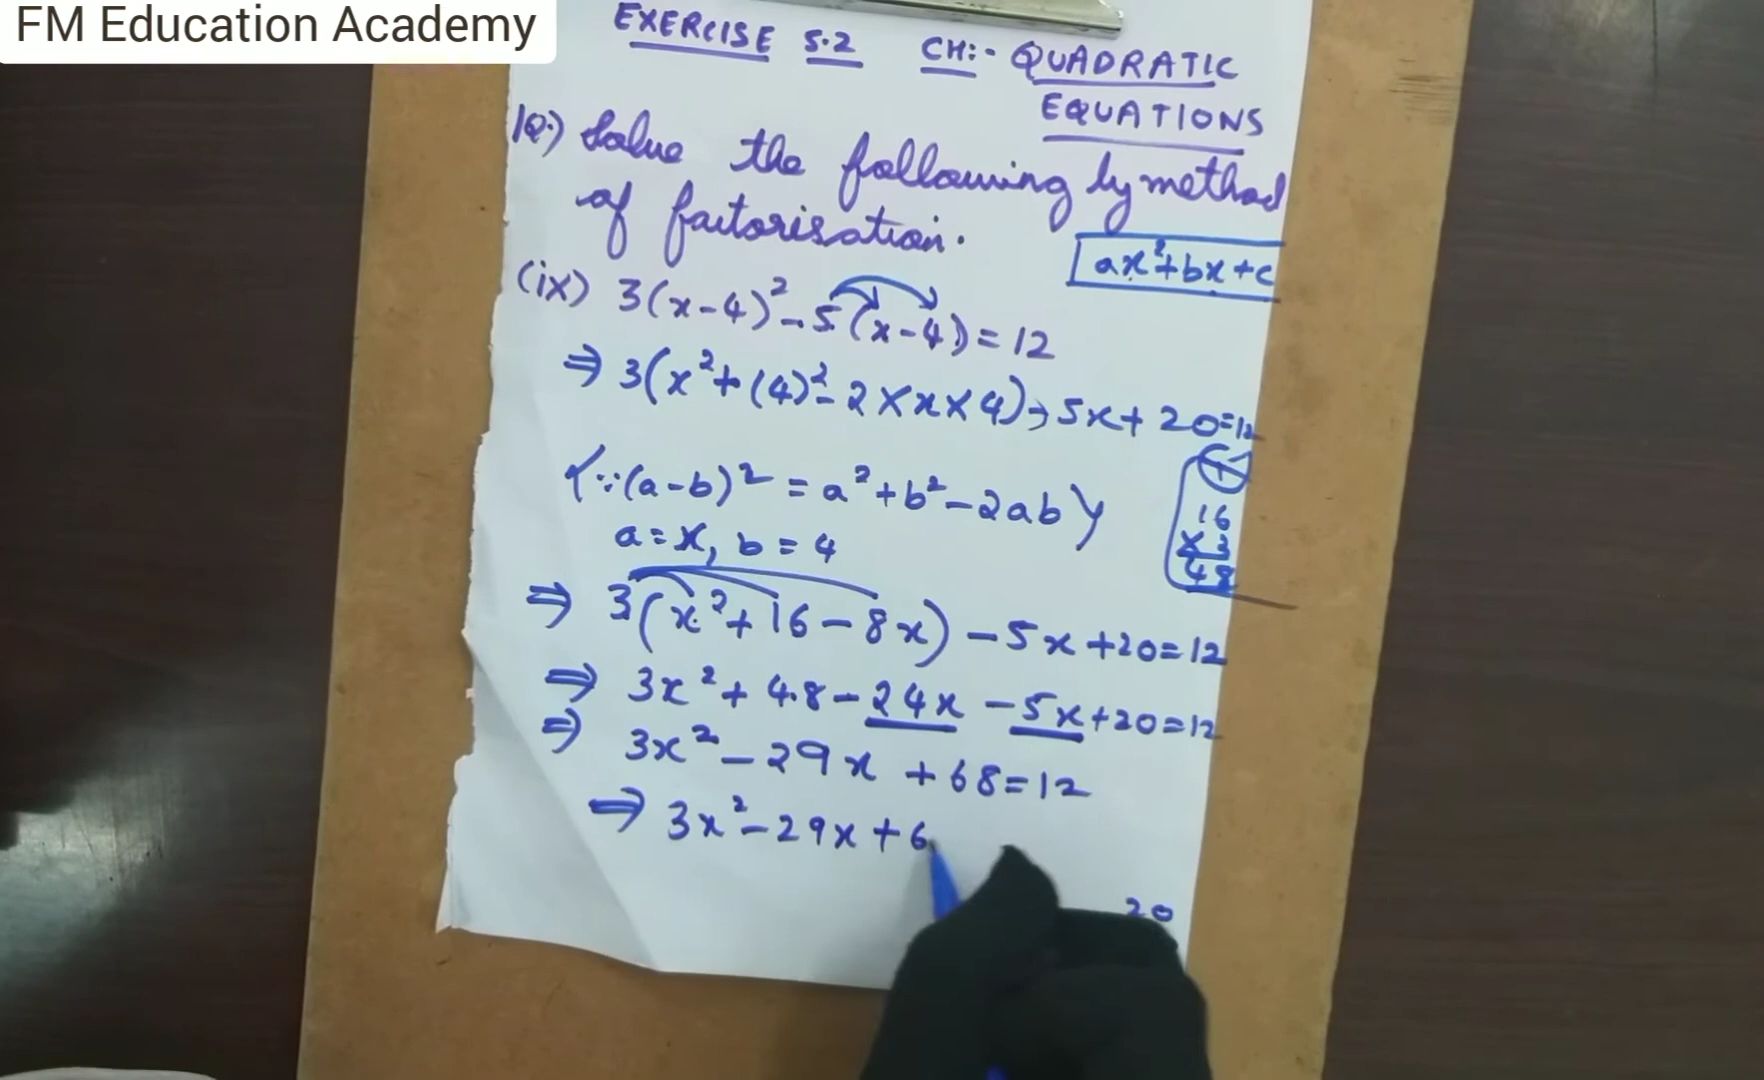 FM Education Academy
EXERCISE 5.2 CH:- QUADRATIC
EQUATIONS
1Q.) Solve the following by method
of factorisation.
ax²+bx+c
(ix) 3(x-4)²-5(x-4)=12
⇒ 3(x²+(4)²-2×x×4)-5x+20=12
{∵(a-b)²=a²+b²-2ab}
a=x, b=4
16
×3
48
⇒ 3(x²+16-8x)-5x+20=12
⇒ 3x²+48-24x-5x+20=12
⇒ 3x²-29x+68=12
⇒ 3x²-29x+6
20